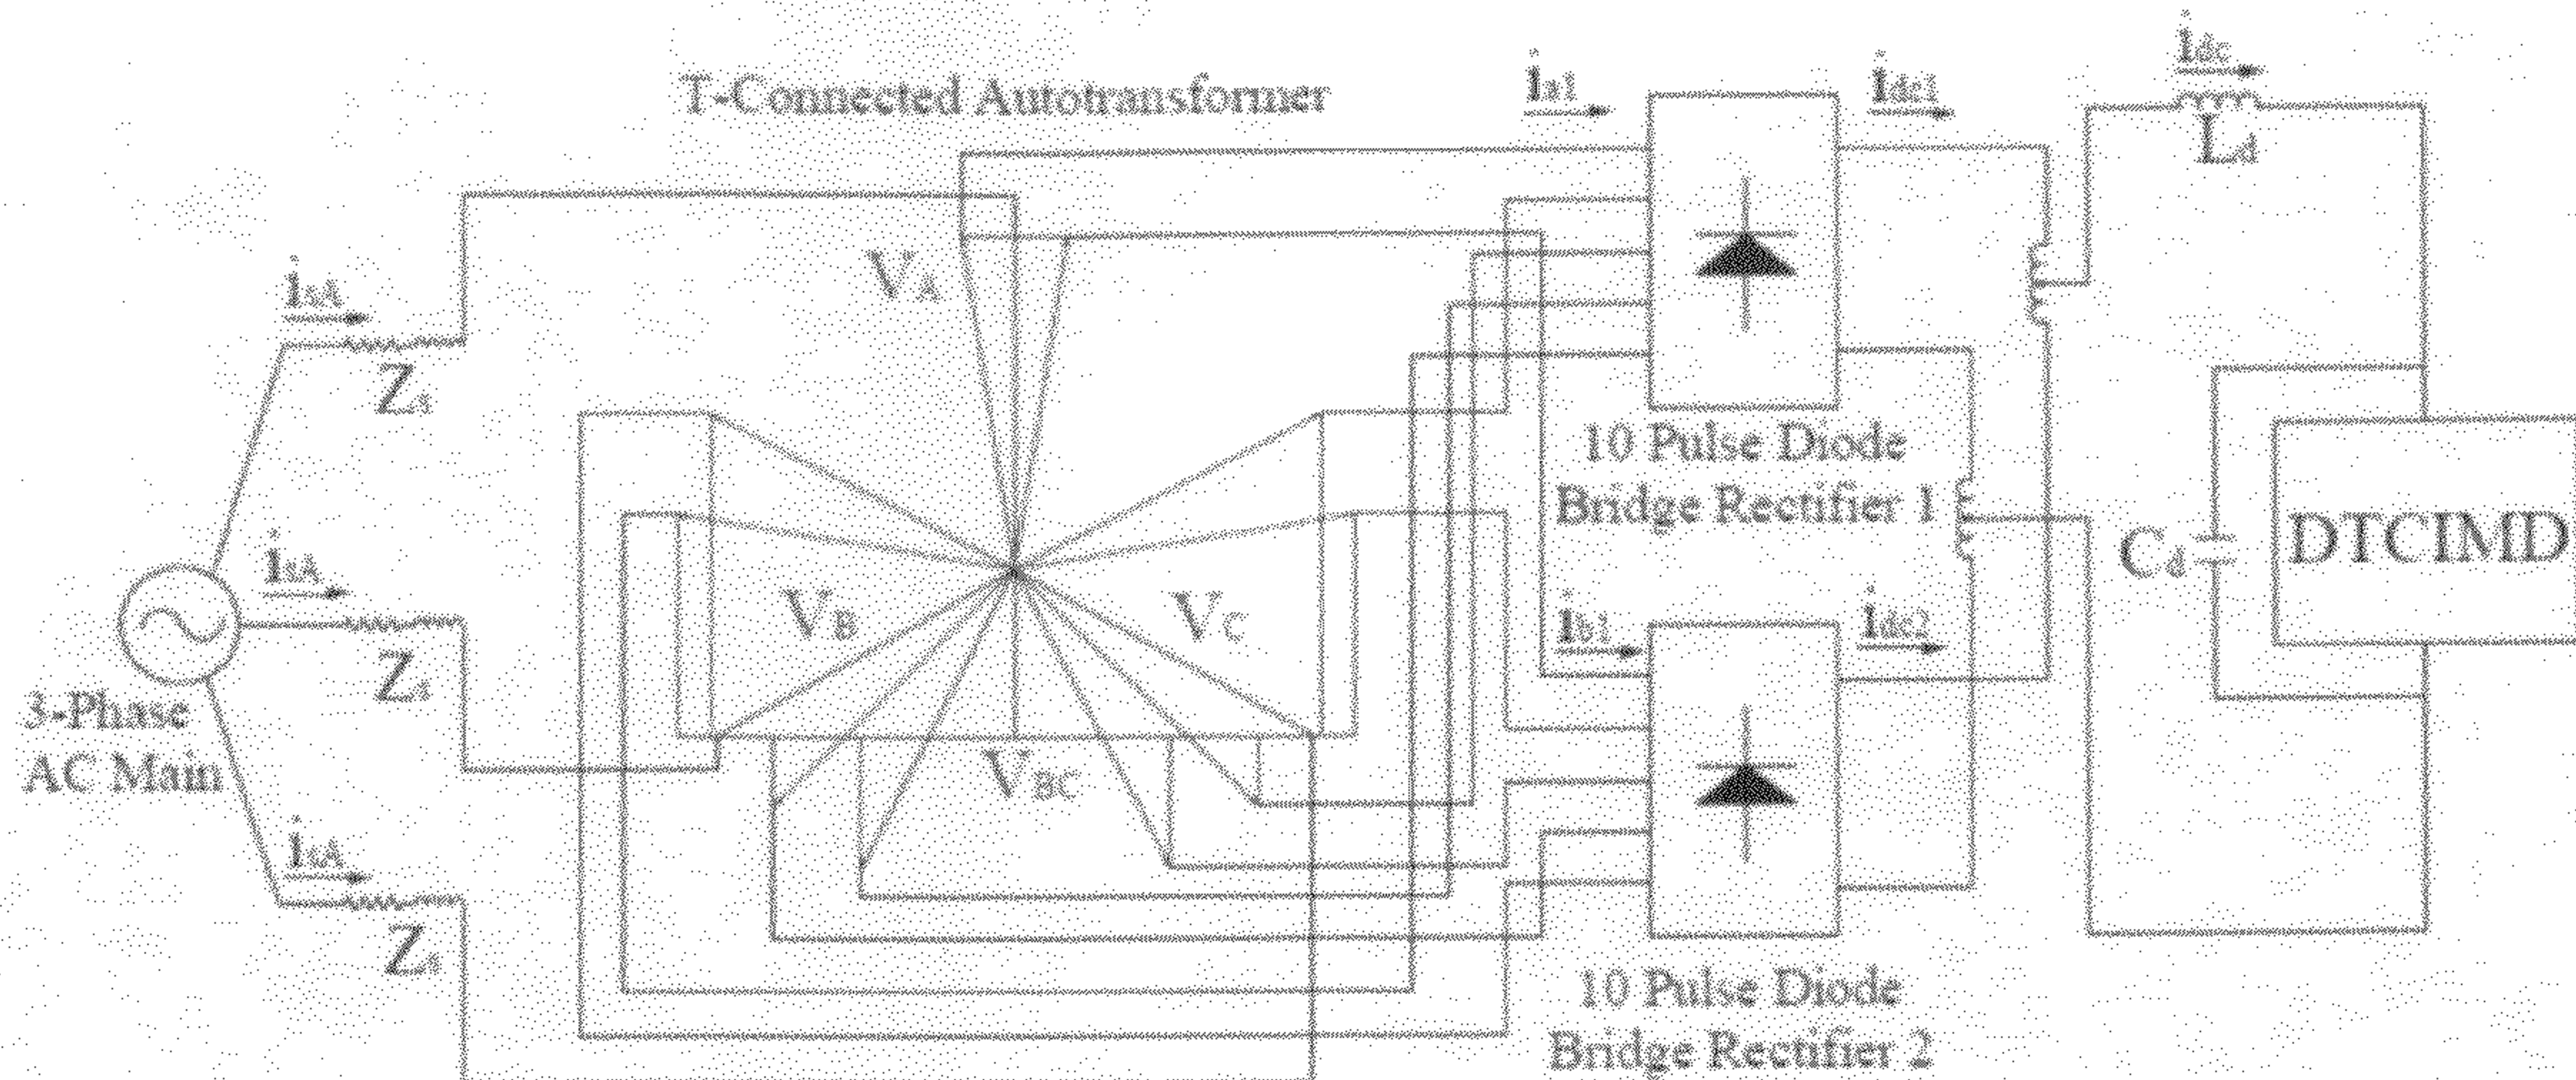 T-Connected Autotransformer
ia1
idc1
idc
Ld
VA
isA
Zs
10 Pulse Diode
Bridge Rectifier 1
isA
Zs
VB
VC
ib1
idc2
Cd
DTCIMD
3-Phase
AC Main
VBC
isA
Zs
10 Pulse Diode
Bridge Rectifier 2